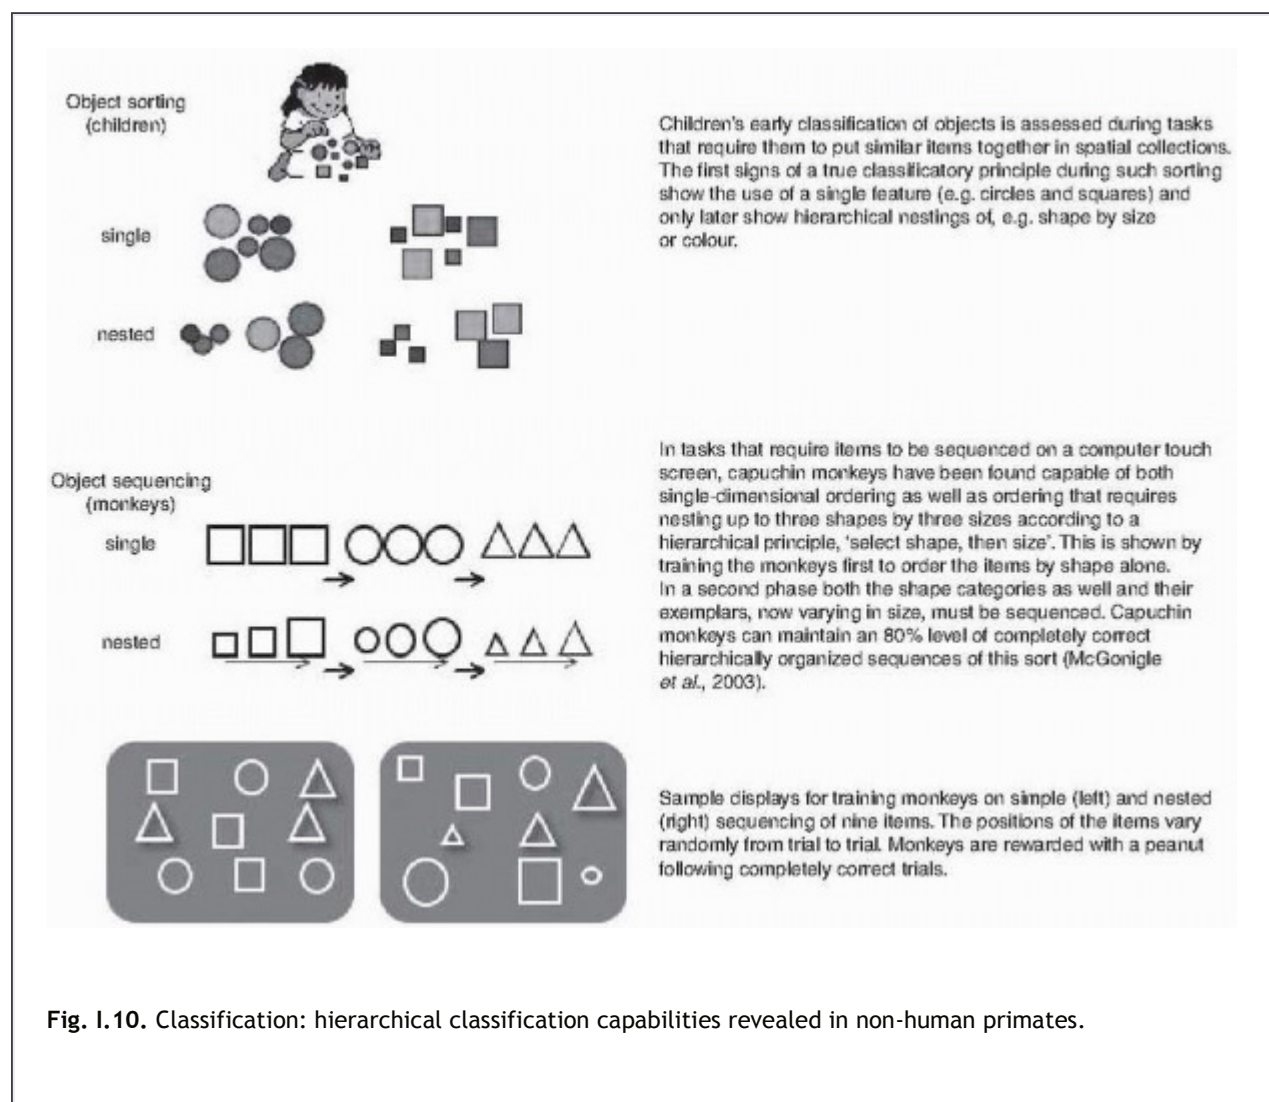 Object sorting
(children)
Children's early classification of objects is assessed during tasks
that require them to put similar items together in spatial collections.
The first signs of a true classificatory principle during such sorting
show the use of a single feature (e.g. circles and squares) and
only later show hierarchical nestings of, e.g. shape by size
or colour.
single
nested
Object sequencing
(monkeys)
single
nested
In tasks that require items to be sequenced on a computer touch
screen, capuchin monkeys have been found capable of both
single-dimensional ordering as well as ordering that requires
nesting up to three shapes by three sizes according to a
hierarchical principle, 'select shape, then size'. This is shown by
training the monkeys first to order the items by shape alone.
In a second phase both the shape categories as well and their
exemplars, now varying in size, must be sequenced. Capuchin
monkeys can maintain an 80% level of completely correct
hierarchically organized sequences of this sort (McGonigle
et al., 2003).
Sample displays for training monkeys on simple (left) and nested
(right) sequencing of nine items. The positions of the items vary
randomly from trial to trial. Monkeys are rewarded with a peanut
following completely correct trials.
Fig. I.10. Classification: hierarchical classification capabilities revealed in non-human primates.